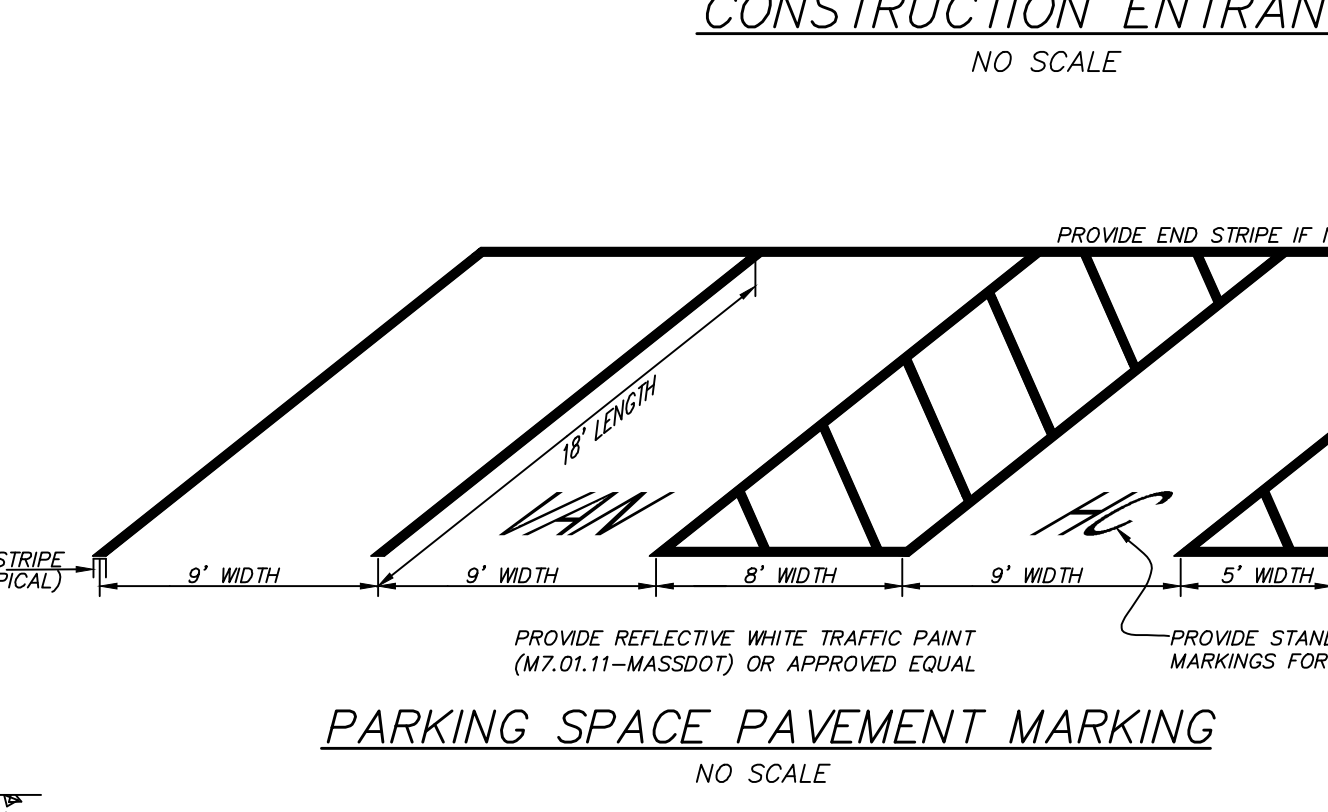 CONSTRUCTION ENTRAN
NO SCALE
PROVIDE END STRIPE IF
18' LENGTH
VAN
HC
STRIPE
PICAL)
9' WIDTH
9' WIDTH
8' WIDTH
9' WIDTH
5' WIDTH
PROVIDE REFLECTIVE WHITE TRAFFIC PAINT
(M7.01.11-MASSDOT) OR APPROVED EQUAL
PROVIDE STAN
MARKINGS FOR
PARKING SPACE PAVEMENT MARKING
NO SCALE